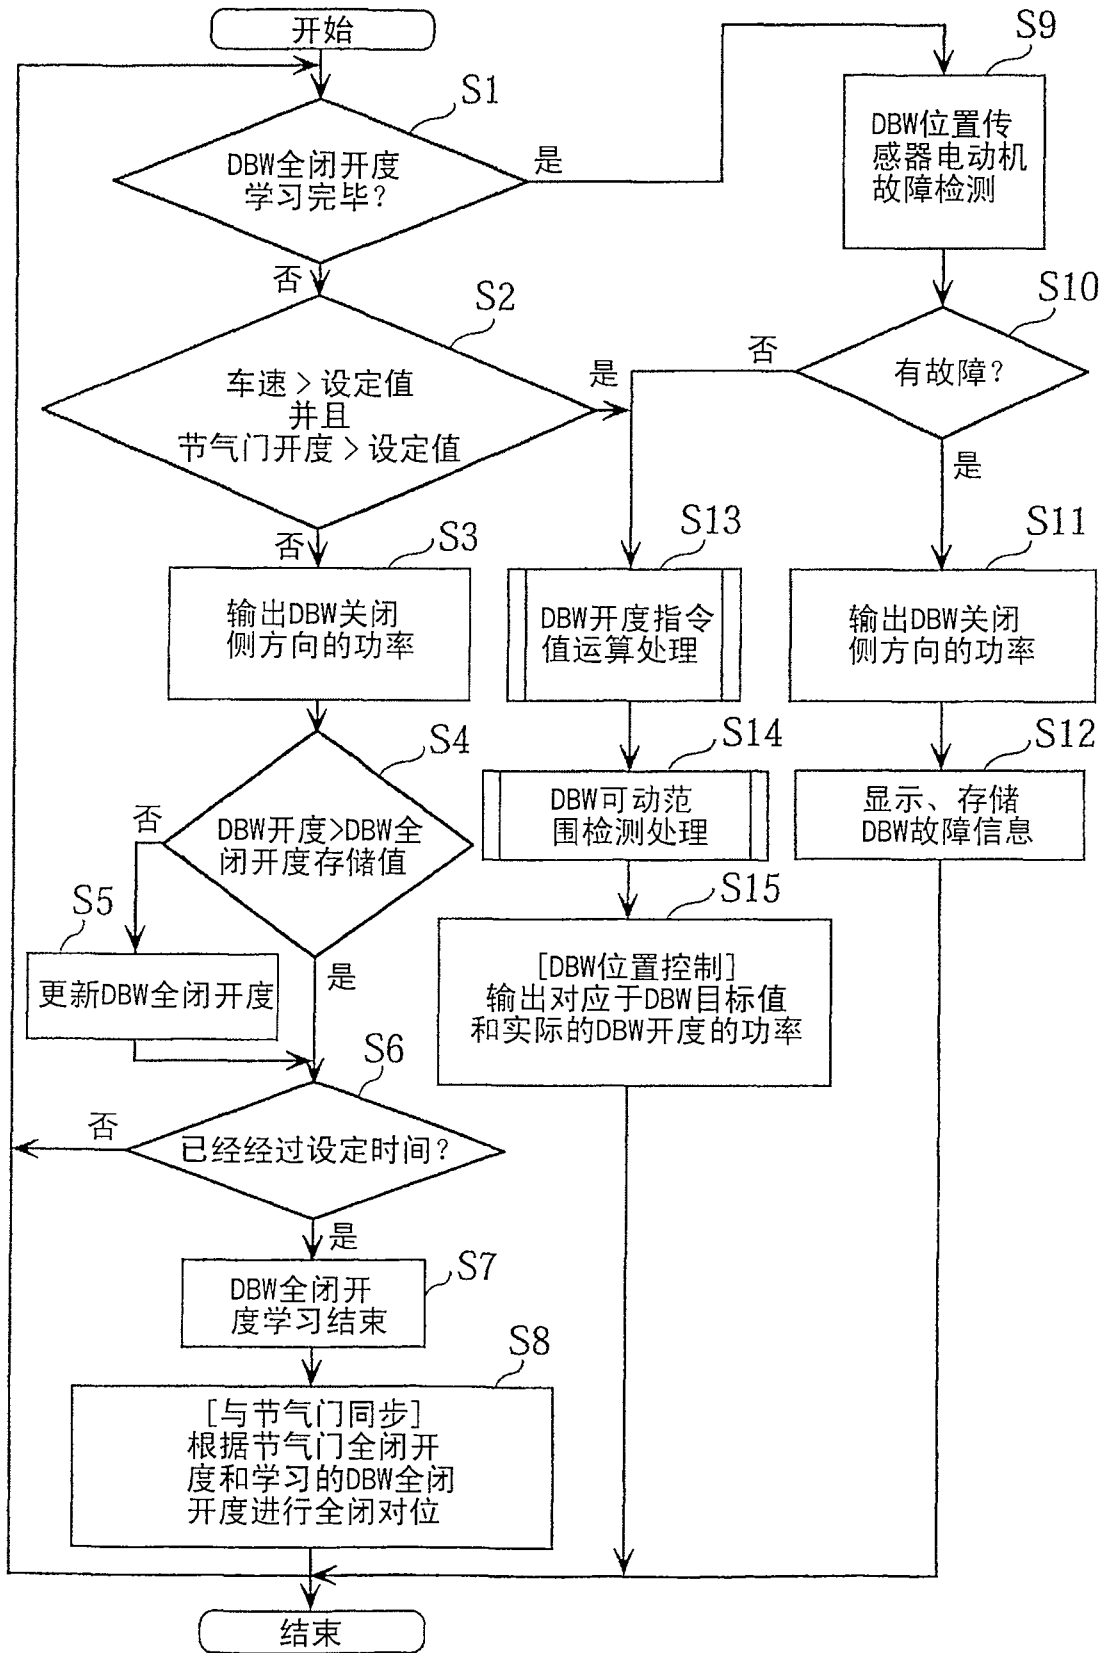 开始
S1
DBW全闭开度
学习完毕?
是
否
S2
车速 > 设定值
并且
节气门开度 > 设定值
是
否
S3
输出DBW关闭
侧方向的功率
S4
DBW开度>DBW全
闭开度存储值
否
是
S5
更新DBW全闭开度
S6
已经经过设定时间?
否
是
S7
DBW全闭开
度学习结束
S8
[与节气门同步]
根据节气门全闭开
度和学习的DBW全闭
开度进行全闭对位
结束
S9
DBW位置传
感器电动机
故障检测
S10
有故障?
否
是
S11
输出DBW关闭
侧方向的功率
S12
显示、存储
DBW故障信息
S13
DBW开度指令
值运算处理
S14
DBW可动范
围检测处理
S15
[DBW位置控制]
输出对应于DBW目标值
和实际的DBW开度的功率